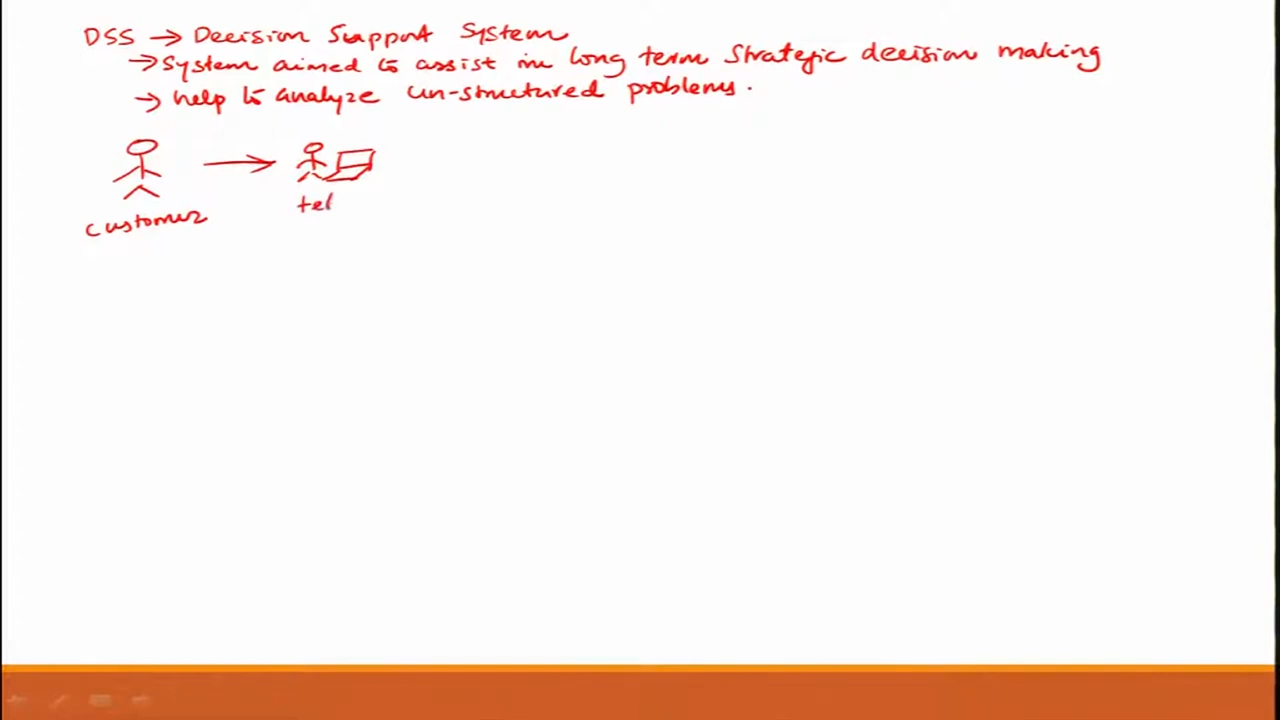 DSS → Decision Support System
→ System aimed to assist in long term Strategic decision making
→ help to analyze un-structured problems.
customer
tel